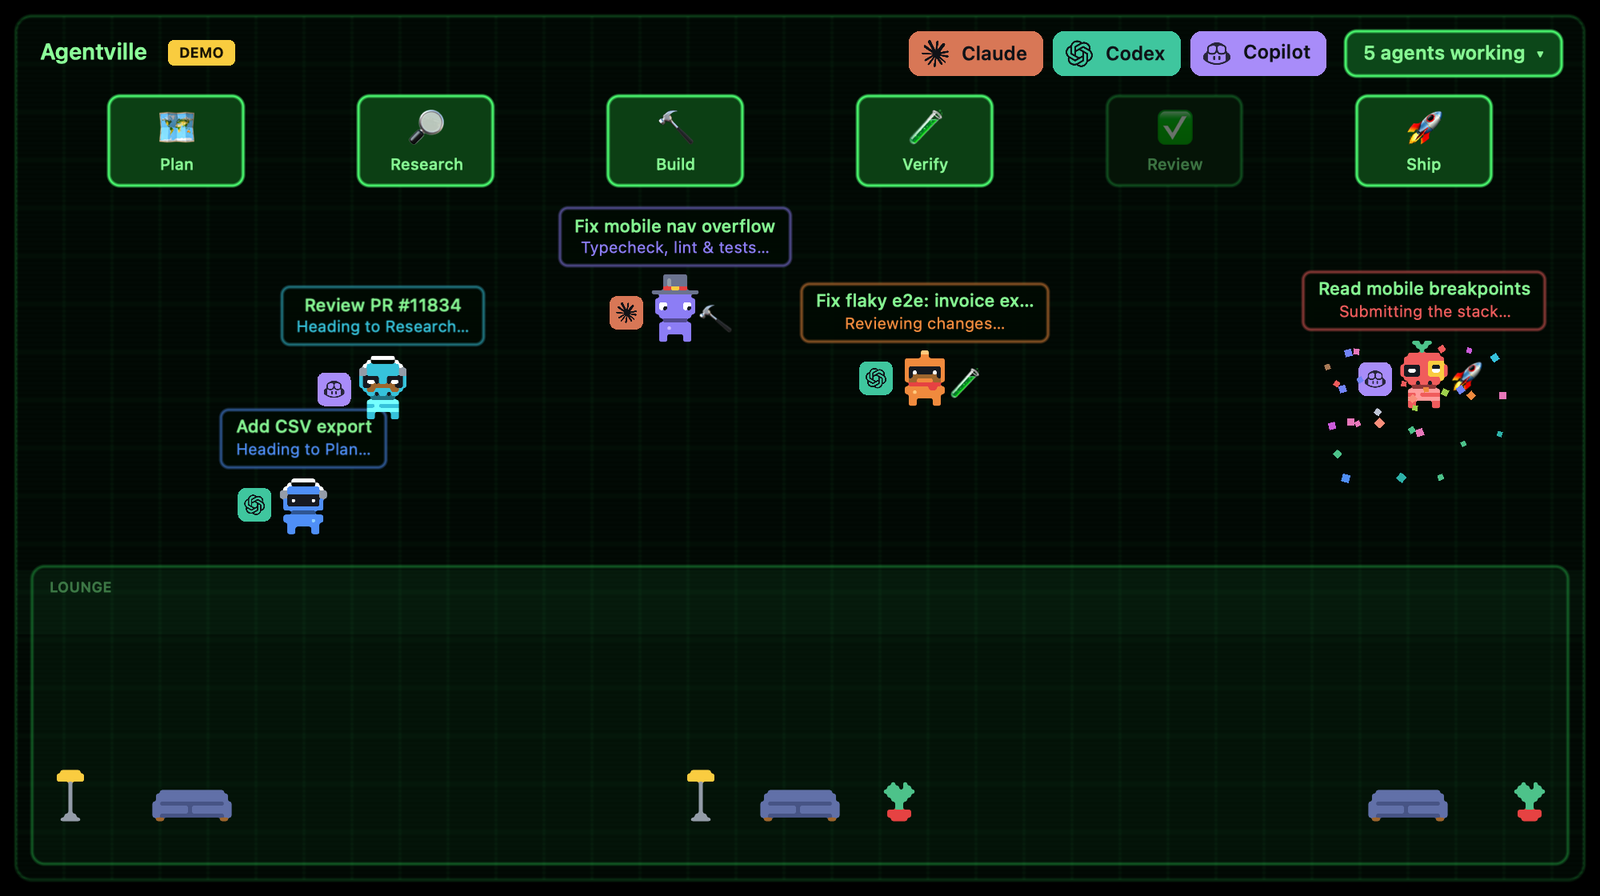 Agentville
DEMO
Claude
Codex
Copilot
5 agents working
Plan
Research
Build
Verify
Review
Ship
Fix mobile nav overflow
Typecheck, lint & tests...
Review PR #11834
Heading to Research...
Fix flaky e2e: invoice ex...
Reviewing changes...
Read mobile breakpoints
Submitting the stack...
Add CSV export
Heading to Plan...
LOUNGE